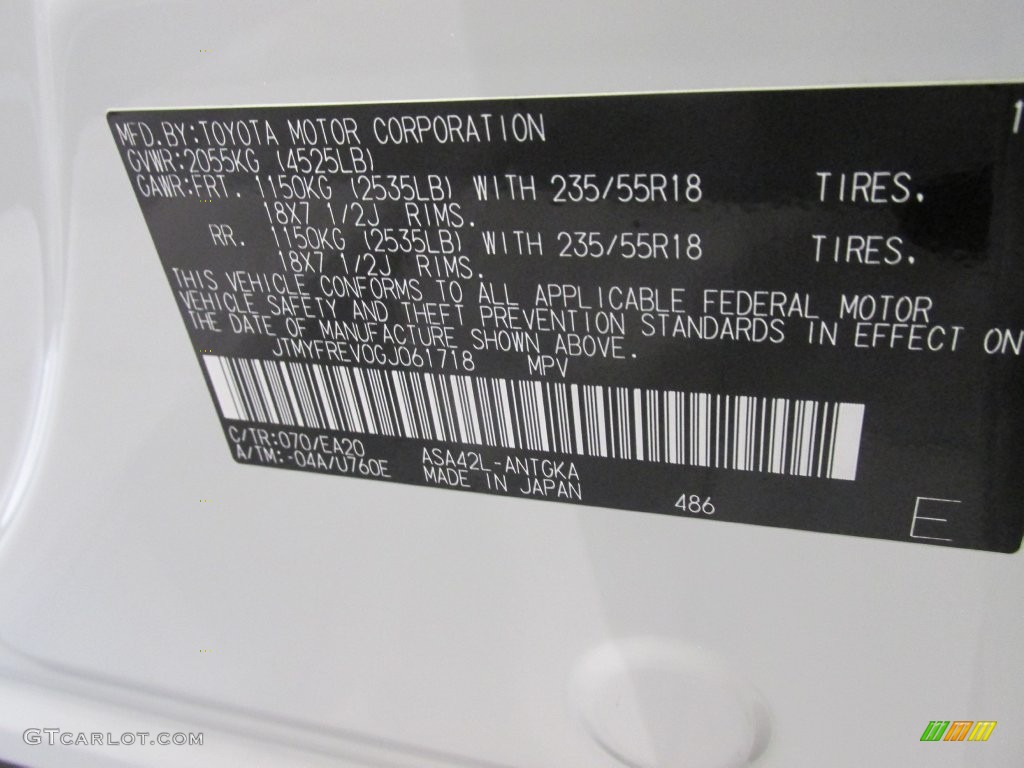 MFD.BY:TOYOTA MOTOR CORPORATION 1
GVWR:2055KG (4525LB)
GAWR:FRT. 1150KG (2535LB) WITH 235/55R18 TIRES.
18X7 1/2J RIMS.
RR. 1150KG (2535LB) WITH 235/55R18 TIRES.
18X7 1/2J RIMS.
THIS VEHICLE CONFORMS TO ALL APPLICABLE FEDERAL MOTOR
VEHICLE SAFETY AND THEFT PREVENTION STANDARDS IN EFFECT ON
THE DATE OF MANUFACTURE SHOWN ABOVE.
JTMYFREV0GJ061718 MPV
C/TR:070/EA20 ASA42L-ANTGKA
A/TM:-04A/U760E MADE IN JAPAN
486 E
GTCARLOT.COM